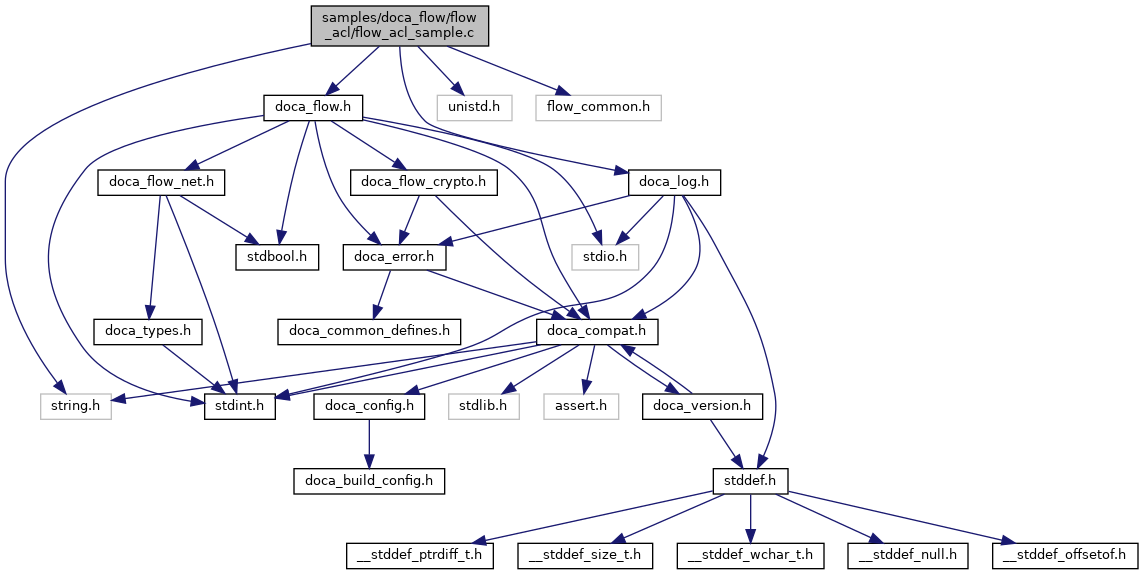 samples/doca_flow/flow
_acl/flow_acl_sample.c
doca_flow.h
unistd.h
flow_common.h
doca_flow_net.h
doca_flow_crypto.h
doca_log.h
stdbool.h
doca_error.h
stdio.h
doca_types.h
doca_common_defines.h
doca_compat.h
string.h
stdint.h
doca_config.h
stdlib.h
assert.h
doca_version.h
doca_build_config.h
stddef.h
__stddef_ptrdiff_t.h
__stddef_size_t.h
__stddef_wchar_t.h
__stddef_null.h
__stddef_offsetof.h